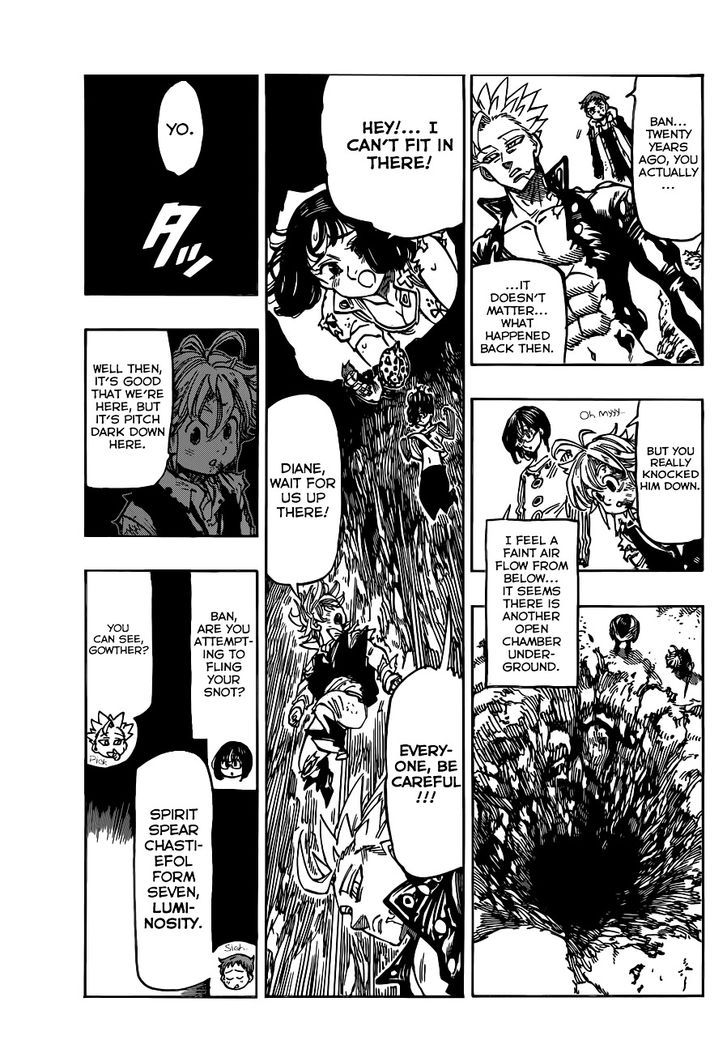 BAN...
TWENTY
YEARS
AGO, YOU
ACTUALLY
...
...IT
DOESN'T
MATTER...
WHAT
HAPPENED
BACK THEN.
Oh myyy...
BUT YOU
REALLY
KNOCKED
HIM DOWN.
I FEEL A
FAINT AIR
FLOW FROM
BELOW...
IT SEEMS
THERE IS
ANOTHER
OPEN
CHAMBER
UNDER-
GROUND.
HEY!... I
CAN'T FIT IN
THERE!
DIANE,
WAIT FOR
US UP
THERE!
EVERY-
ONE, BE
CAREFUL
!!!
YO.
タッ
WELL THEN,
IT'S GOOD
THAT WE'RE
HERE, BUT
IT'S PITCH
DARK DOWN
HERE.
BAN,
ARE YOU
ATTEMPT-
ING TO
FLING
YOUR
SNOT?
YOU
CAN SEE,
GOWTHER?
Pick
SPIRIT
SPEAR
CHASTI-
EFOL
FORM
SEVEN,
LUMI-
NOSITY.
Sigh..